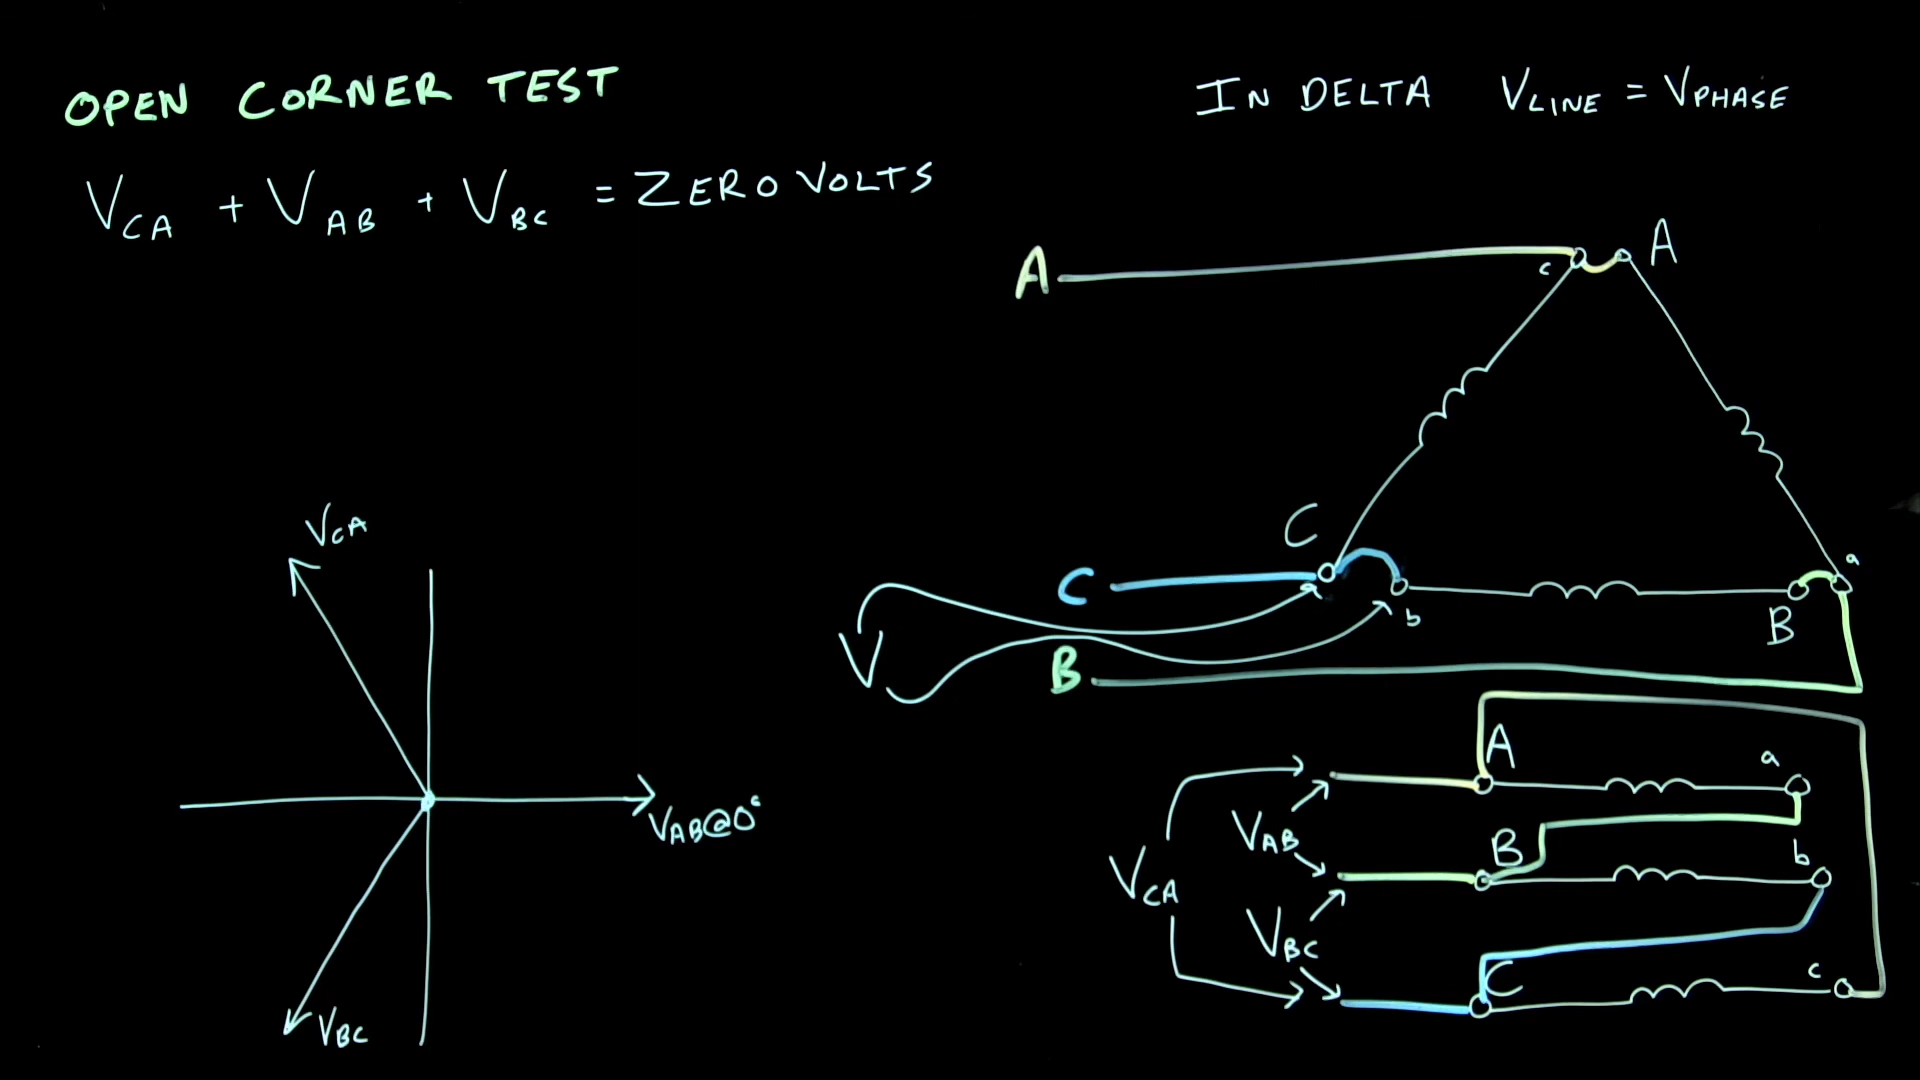 OPEN CORNER TEST
IN DELTA VLINE = VPHASE
VCA + VAB + VBC = ZERO VOLTS
A
c
A
VCA
C
a
C
a
b
B
V
B
A
a
VAB@0°
VAB
B
b
VCA
VBC
C
c
VBC